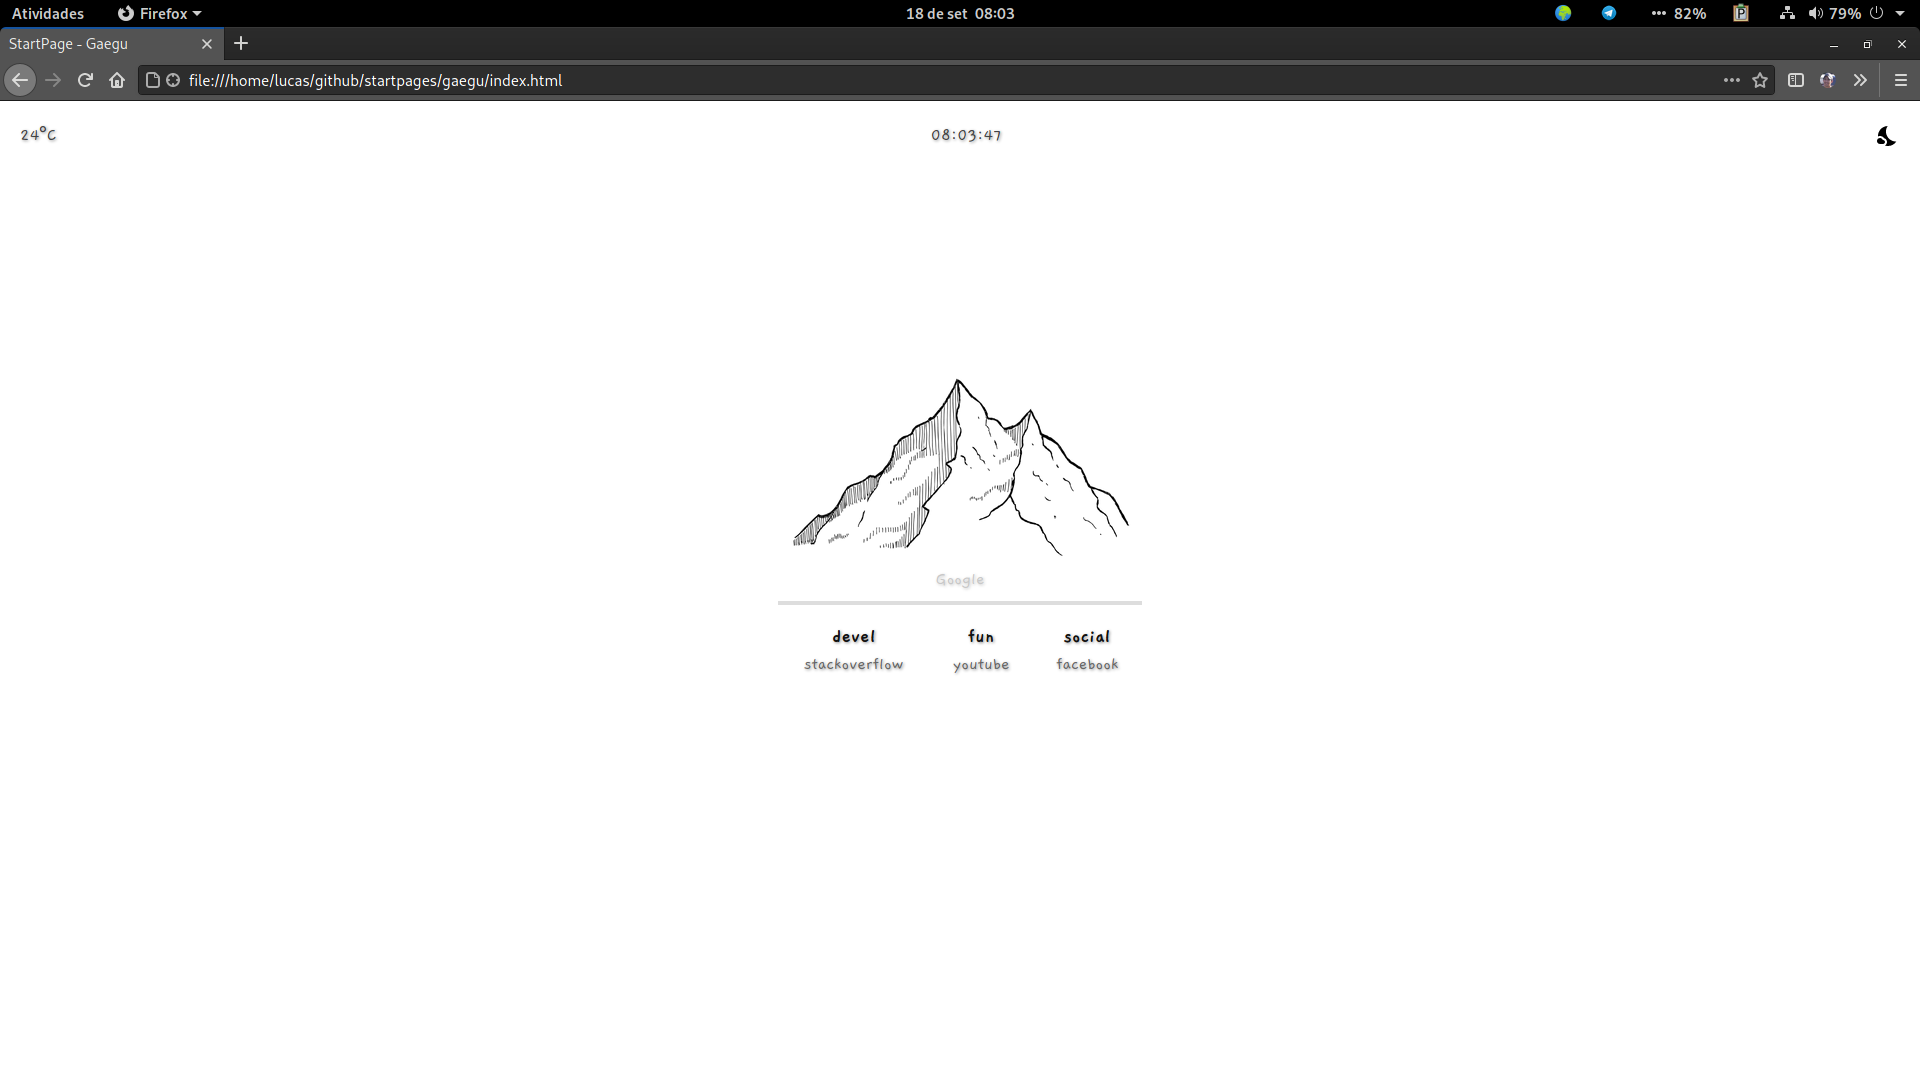 Atividades Firefox 18 de set 08:03 82% P 79%
StartPage - Gaegu
file:///home/lucas/github/startpages/gaegu/index.html
24°C 08:03:47
Google
devel fun social
stackoverflow youtube facebook